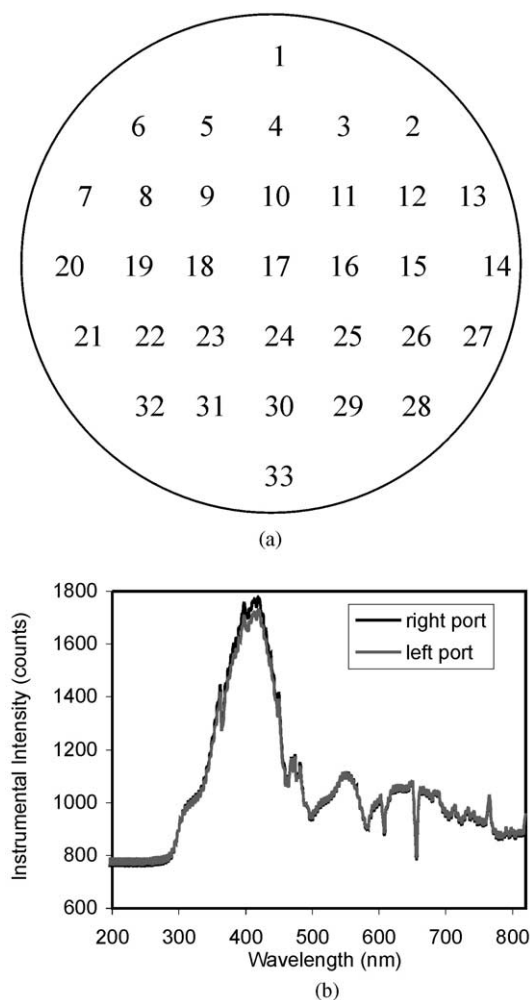 1
6 5 4 3 2
7 8 9 10 11 12 13
20 19 18 17 16 15 14
21 22 23 24 25 26 27
32 31 30 29 28
33
(a)
Instrumental Intensity (counts)
1800
1600
1400
1200
1000
800
600
right port
left port
200 300 400 500 600 700 800
Wavelength (nm)
(b)